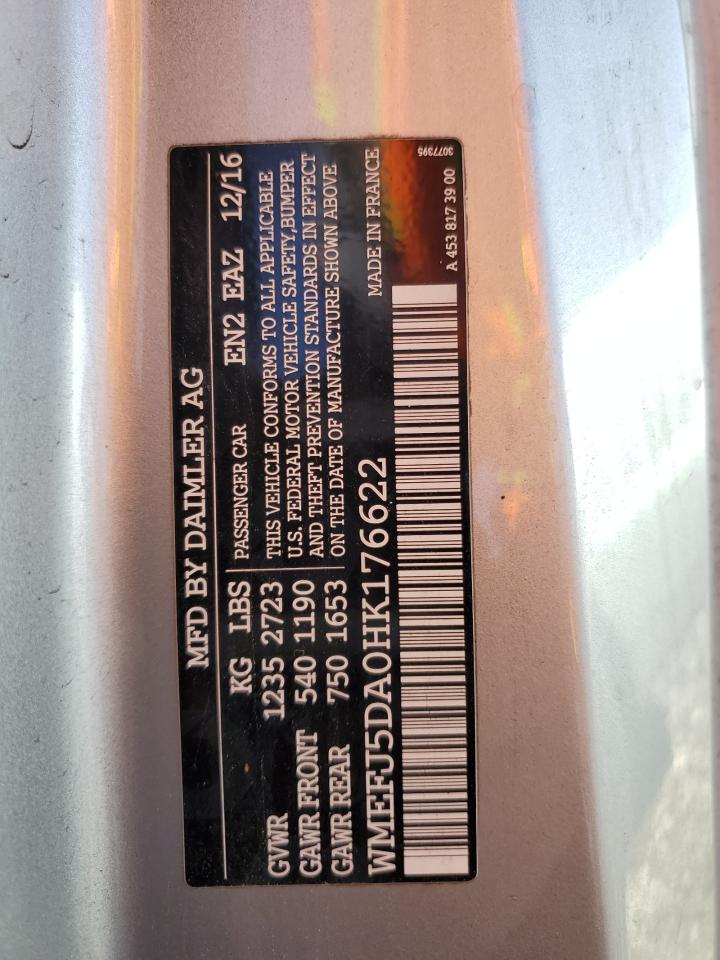 MFD BY DAIMLER AG
KG LBS PASSENGER CAR EN2 EAZ 12/16
GVWR 1235 2723 THIS VEHICLE CONFORMS TO ALL APPLICABLE
GAWR FRONT 540 1190 U.S. FEDERAL MOTOR VEHICLE SAFETY,BUMPER
AND THEFT PREVENTION STANDARDS IN EFFECT
GAWR REAR 750 1653 ON THE DATE OF MANUFACTURE SHOWN ABOVE
WMEFJ5DA0HK176622 MADE IN FRANCE
A 453 817 39 00
3077395